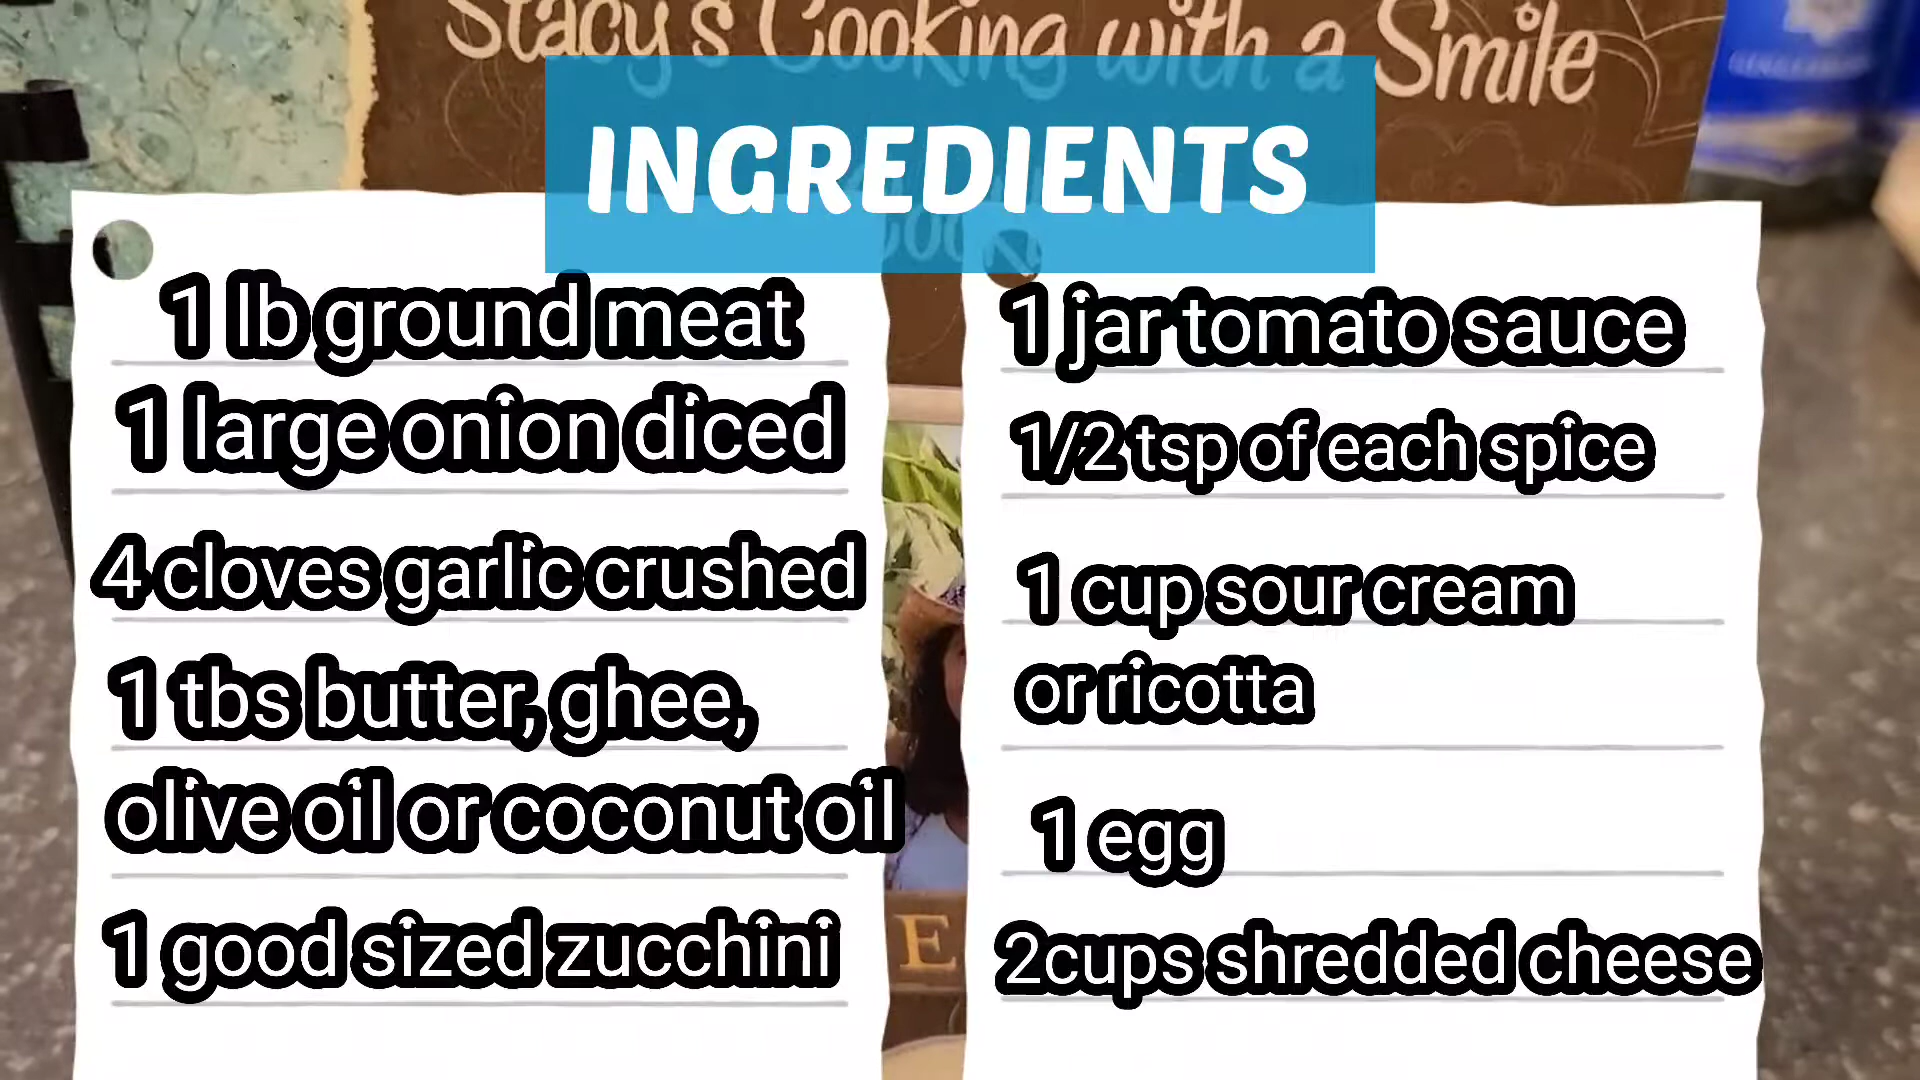 Stacy's Cooking with a Smile
INGREDIENTS
1 lb ground meat
1 large onion diced
4 cloves garlic crushed
1 tbs butter, ghee,
olive oil or coconut oil
1 good sized zucchini
1 jar tomato sauce
1/2 tsp of each spice
1 cup sour cream
or ricotta
1 egg
2cups shredded cheese
E